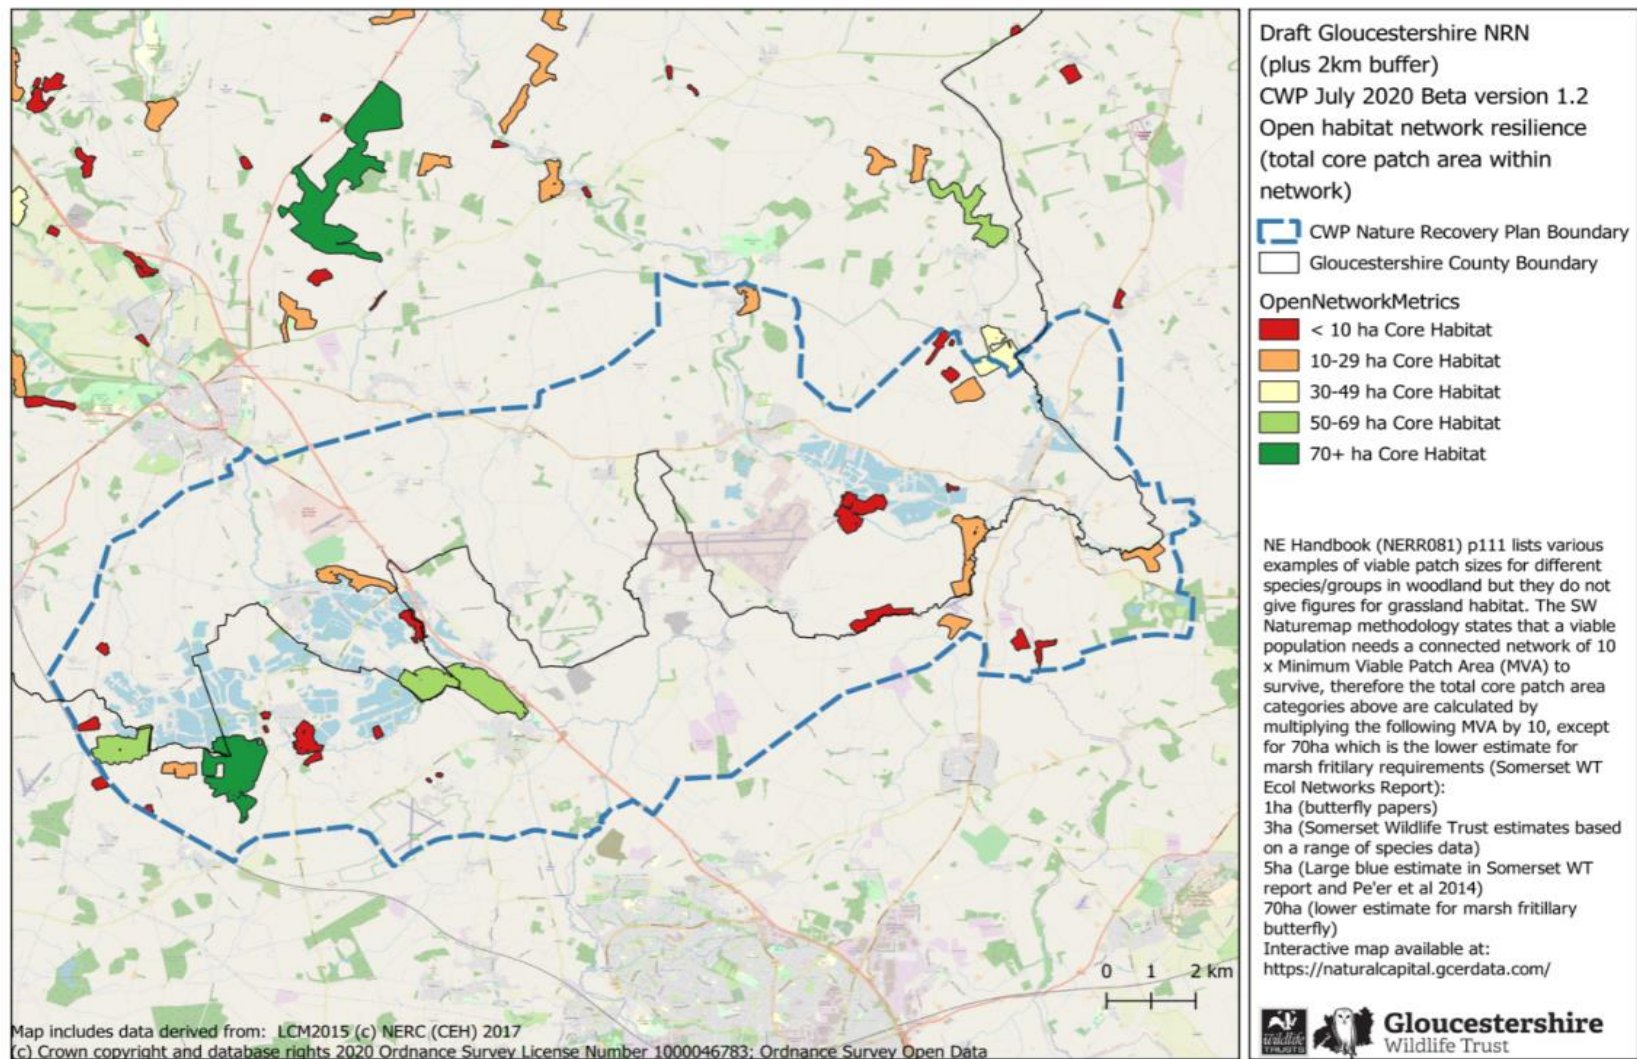 Draft Gloucestershire NRN
(plus 2km buffer)
CWP July 2020 Beta version 1.2
Open habitat network resilience
(total core patch area within
network)
CWP Nature Recovery Plan Boundary
Gloucestershire County Boundary
OpenNetworkMetrics
< 10 ha Core Habitat
10-29 ha Core Habitat
30-49 ha Core Habitat
50-69 ha Core Habitat
70+ ha Core Habitat
NE Handbook (NERR081) p111 lists various
examples of viable patch sizes for different
species/groups in woodland but they do not
give figures for grassland habitat. The SW
Naturemap methodology states that a viable
population needs a connected network of 10
x Minimum Viable Patch Area (MVA) to
survive, therefore the total core patch area
categories above are calculated by
multiplying the following MVA by 10, except
for 70ha which is the lower estimate for
marsh fritilary requirements (Somerset WT
Ecol Networks Report):
1ha (butterfly papers)
3ha (Somerset Wildlife Trust estimates based
on a range of species data)
5ha (Large blue estimate in Somerset WT
report and Pe'er et al 2014)
70ha (lower estimate for marsh fritillary
butterfly)
Interactive map available at:
https://naturalcapital.gcerdata.com/
0 1 2 km
Map includes data derived from: LCM2015 (c) NERC (CEH) 2017
(c) Crown copyright and database rights 2020 Ordnance Survey License Number 1000046783; Ordnance Survey Open Data
wildlife
TRUSTS
Gloucestershire
Wildlife Trust